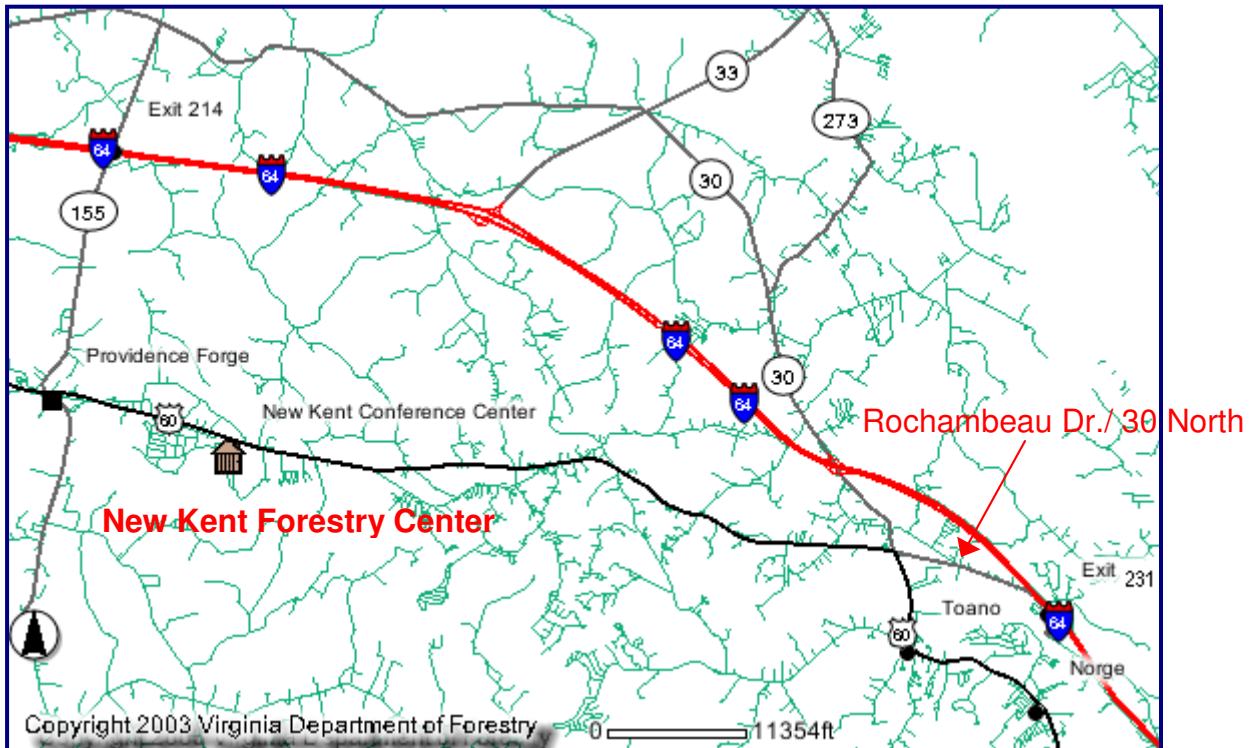 33
Exit 214
273
64
64
30
155
64
Providence Forge
30
64
New Kent Conference Center
60
Rochambeau Dr./ 30 North
New Kent Forestry Center
Exit 231
Toano
64
60
Norge
Copyright 2003 Virginia Department of Forestry
0 11354ft